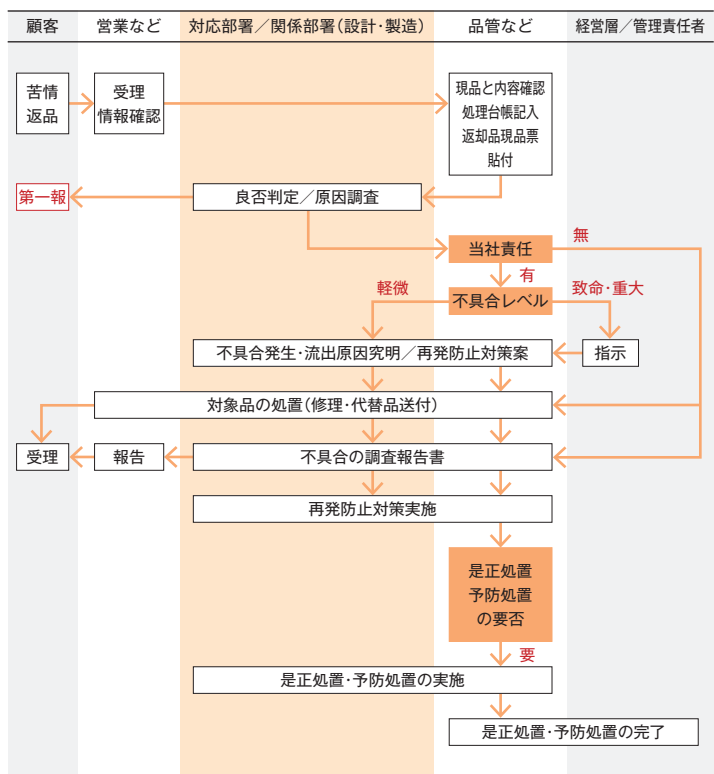 顧客
営業など
対応部署／関係部署(設計・製造)
品管など
経営層／管理責任者
苦情
返品
受理
情報確認
現品と内容確認
処理台帳記入
返却品現品票
貼付
第一報
良否判定／原因調査
当社責任
無
有
軽微
不具合レベル
致命・重大
不具合発生・流出原因究明／再発防止対策案
指示
対象品の処置(修理・代替品送付)
受理
報告
不具合の調査報告書
再発防止対策実施
是正処置
予防処置
の要否
要
是正処置・予防処置の実施
是正処置・予防処置の完了